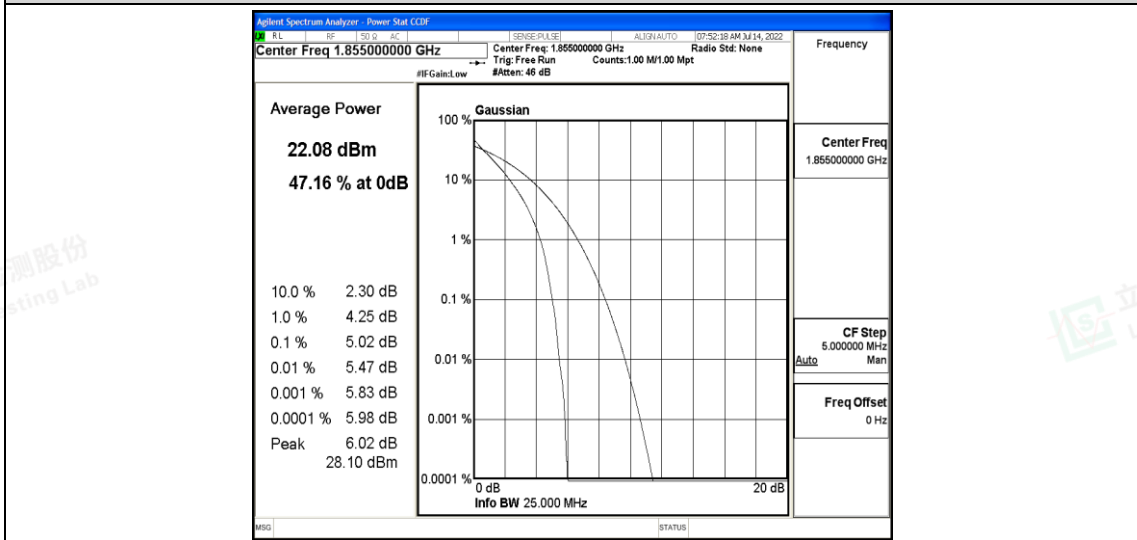 Agilent Spectrum Analyzer - Power Stat CCDF
RL RF 50 Ω AC SENSE:PULSE ALIGN AUTO 07:52:18 AM Jul 14, 2022
Center Freq 1.855000000 GHz
Center Freq: 1.855000000 GHz Radio Std: None
Trig: Free Run Counts:1.00 M/1.00 Mpt
#IFGain:Low #Atten: 46 dB
Frequency
Average Power
22.08 dBm
47.16 % at 0dB
10.0 % 2.30 dB
1.0 % 4.25 dB
0.1 % 5.02 dB
0.01 % 5.47 dB
0.001 % 5.83 dB
0.0001 % 5.98 dB
Peak 6.02 dB
28.10 dBm
Gaussian
100 %
10 %
1 %
0.1 %
0.01 %
0.001 %
0.0001 %
0 dB 20 dB
Info BW 25.000 MHz
Center Freq
1.855000000 GHz
CF Step
5.000000 MHz
Auto Man
Freq Offset
0 Hz
MSG STATUS
测股份
sting Lab
立